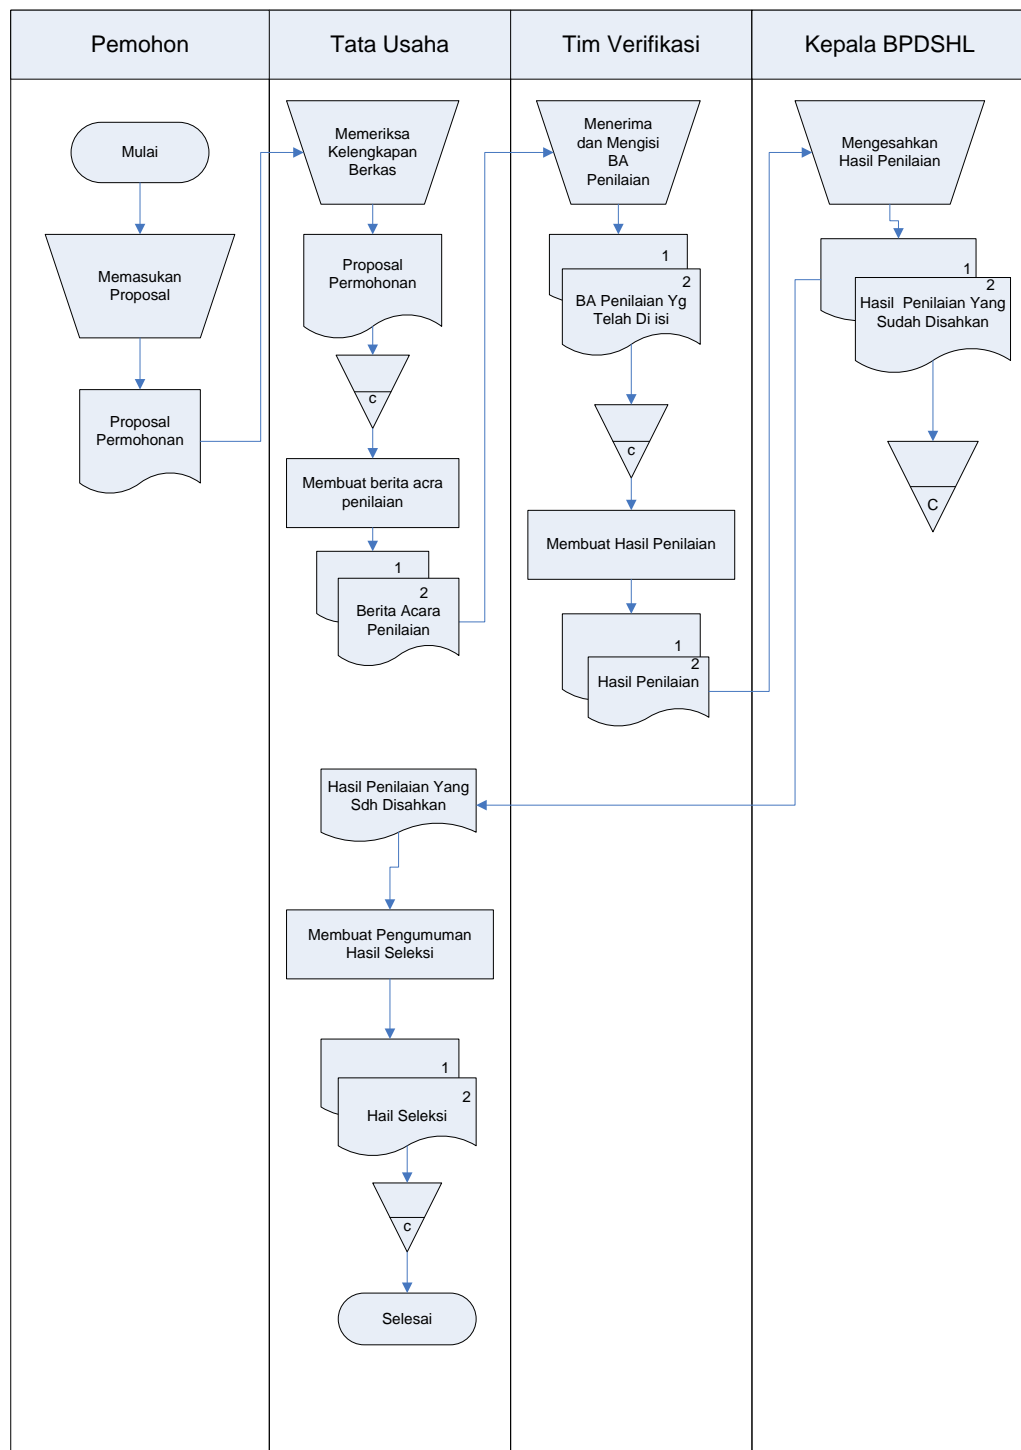 Pemohon
Tata Usaha
Tim Verifikasi
Kepala BPDSHL
Mulai
Memasukan
Proposal
Proposal
Permohonan
Memeriksa
Kelengkapan
Berkas
Proposal
Permohonan
c
Membuat berita acra
penilaian
1
2
Berita Acara
Penilaian
Hasil Penilaian Yang
Sdh Disahkan
Membuat Pengumuman
Hasil Seleksi
1
2
Hail Seleksi
c
Selesai
Menerima
dan Mengisi
BA
Penilaian
1
2
BA Penilaian Yg
Telah Di isi
c
Membuat Hasil Penilaian
1
2
Hasil Penilaian
Mengesahkan
Hasil Penilaian
1
2
Hasil Penilaian Yang
Sudah Disahkan
C